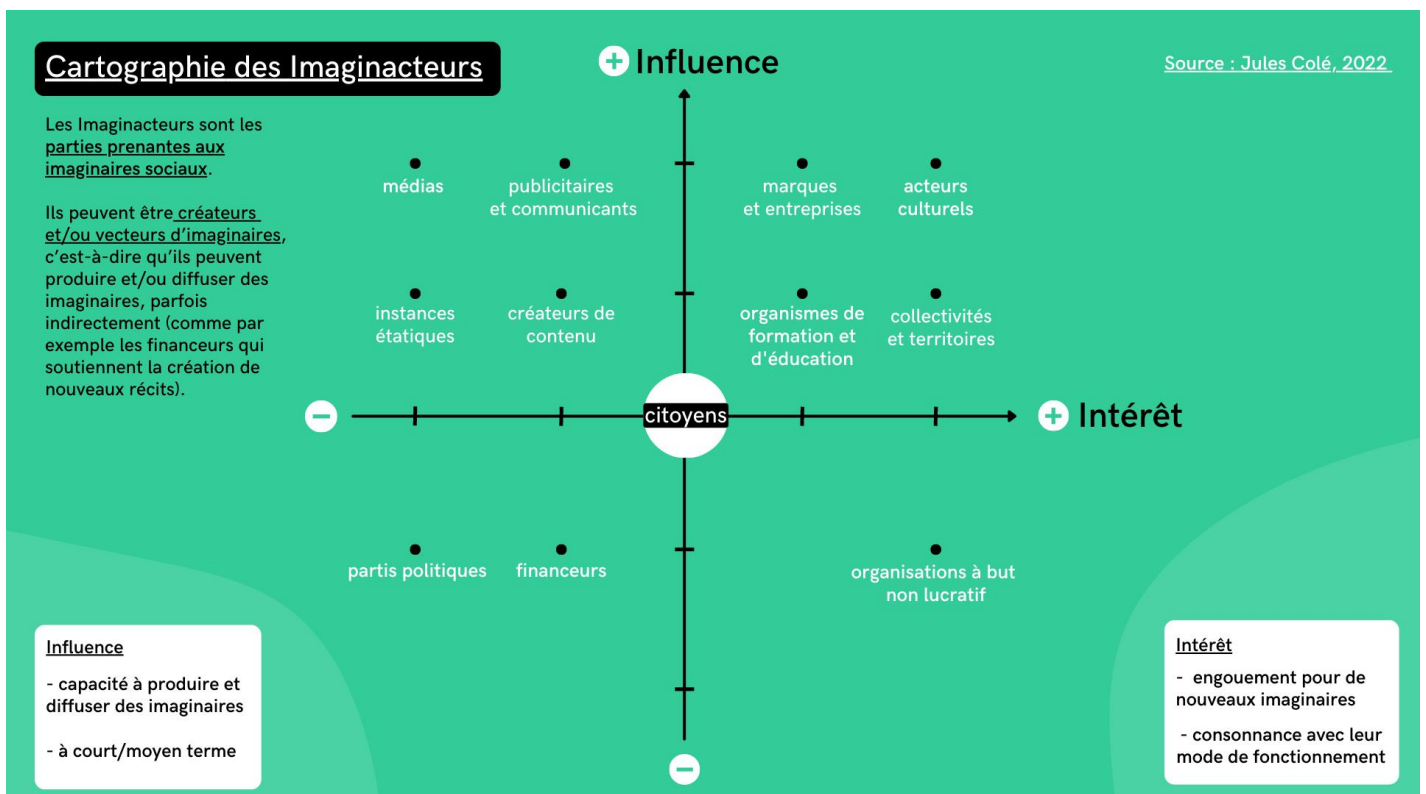 Cartographie des Imaginacteurs
+ Influence
Source : Jules Colé, 2022
Les Imaginacteurs sont les
parties prenantes aux
imaginaires sociaux.
Ils peuvent être créateurs
et/ou vecteurs d'imaginaires,
c'est-à-dire qu'ils peuvent
produire et/ou diffuser des
imaginaires, parfois
indirectement (comme par
exemple les financeurs qui
soutiennent la création de
nouveaux récits).
médias
publicitaires
et communicants
marques
et entreprises
acteurs
culturels
instances
étatiques
créateurs de
contenu
organismes de
formation et
d'éducation
collectivités
et territoires
−
citoyens
+ Intérêt
partis politiques
financeurs
organisations à but
non lucratif
−
Influence
- capacité à produire et
diffuser des imaginaires
- à court/moyen terme
Intérêt
- engouement pour de
nouveaux imaginaires
- consonnance avec leur
mode de fonctionnement